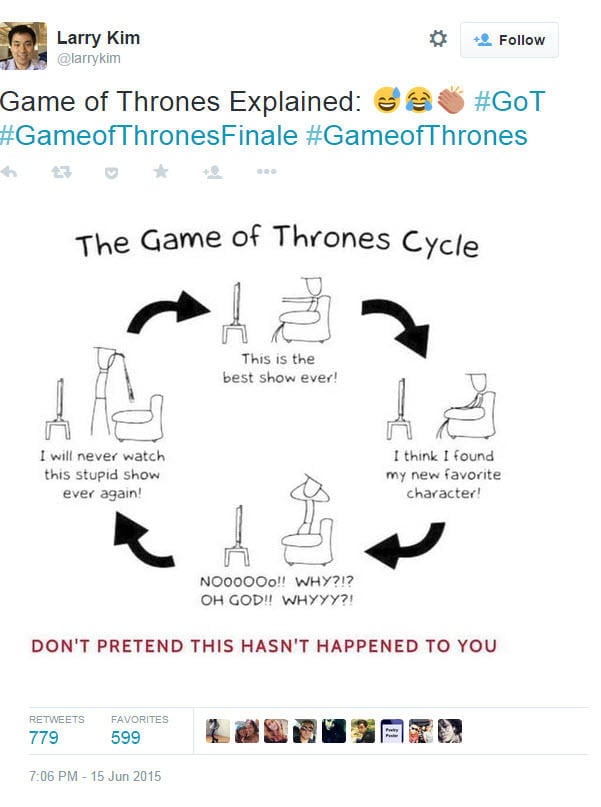 Larry Kim
@larrykim
Follow
Game of Thrones Explained: 😅😂👏 #GoT
#GameofThronesFinale #GameofThrones
The Game of Thrones Cycle
This is the
best show ever!
I think I found
my new favorite
character!
NOOOOOo!! WHY?!?
OH GOD!! WHYYY?!
I will never watch
this stupid show
ever again!
DON'T PRETEND THIS HASN'T HAPPENED TO YOU
RETWEETS FAVORITES
779 599
7:06 PM - 15 Jun 2015